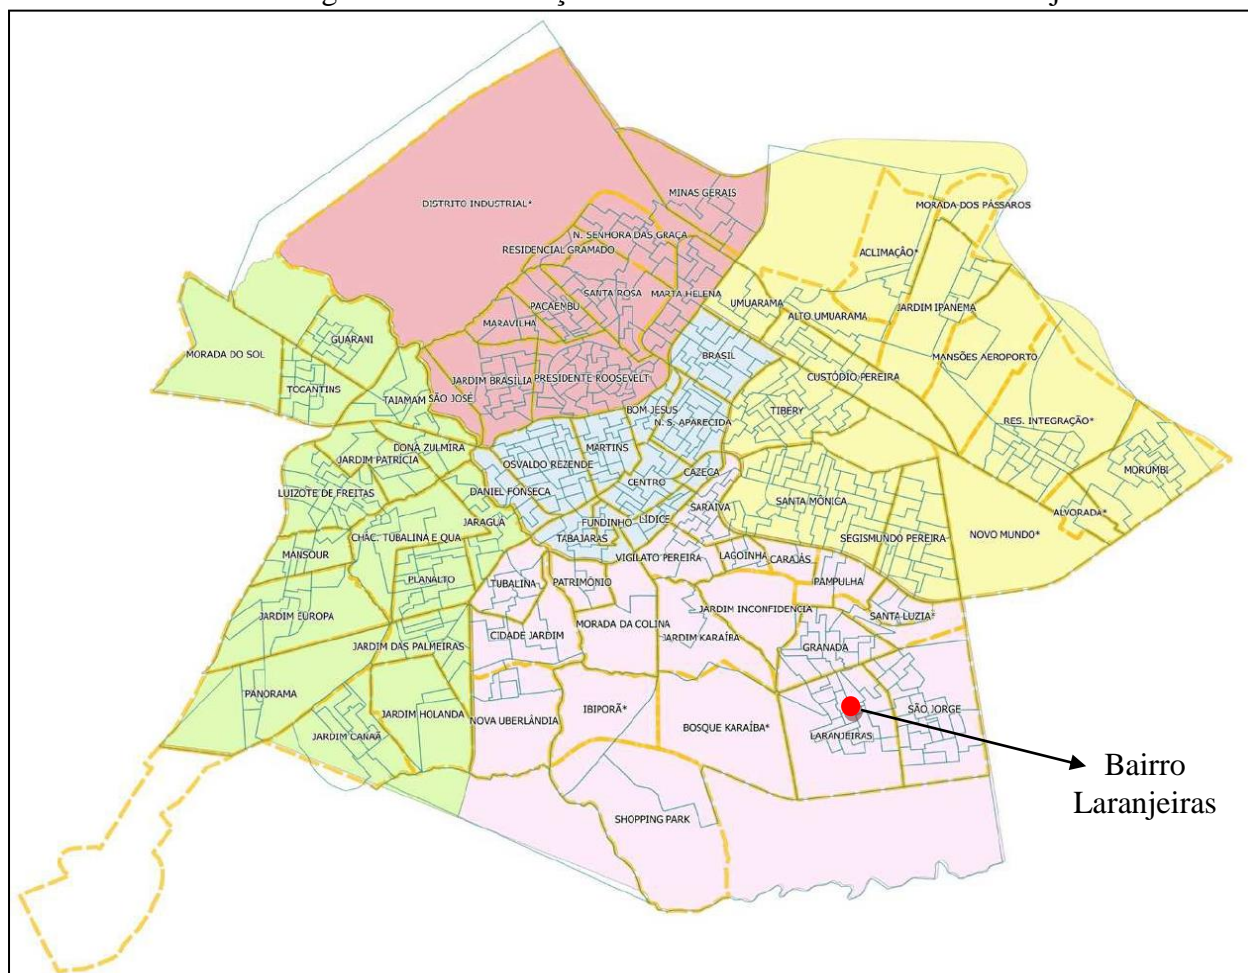 MINAS GERAIS
DISTRITO INDUSTRIAL*
MORADA DOS PÁSSAROS
N. SENHORA DAS GRAÇA
RESIDENCIAL GRAMADO
ACLIMAÇÃO*
SANTA ROSA
MARTA HELENA
PACAEMBU
UMUARAMA
ALTO UMUARAMA
JARDIM IPANEMA
MARAVILHA
GUARANI
MORADA DO SOL
BRASIL
MANSÕES AEROPORTO
JARDIM BRASÍLIA
PRESIDENTE ROOSEVELT
CUSTÓDIO PEREIRA
TOCANTINS
TAIAMAM
SÃO JOSÉ
BOM JESUS
TIBERY
N. S. APARECIDA
RES. INTEGRAÇÃO*
DONA ZULMIRA
MARTINS
JARDIM PATRÍCIA
OSVALDO REZENDE
CAZECA
MORUMBI
CENTRO
LUIZOTE DE FREITAS
DANIEL FONSECA
SANTA MÔNICA
SARAIVA
ALVORADA*
JARAGUÁ
FUNDINHO
LÍDICE
CHÁC. TUBALINA E QUA
TABAJARAS
SEGISMUNDO PEREIRA
NOVO MUNDO*
MANSOUR
VIGILATO PEREIRA
LAGOINHA
CARAJÁS
PLANALTO
TUBALINA
PATRIMÔNIO
PAMPULHA
JARDIM EUROPA
JARDIM INCONFIDÊNCIA
SANTA LUZIA*
MORADA DA COLINA
CIDADE JARDIM
JARDIM KARAÍBA
JARDIM DAS PALMEIRAS
GRANADA
PANORAMA
IBIPORÃ*
SÃO JORGE
JARDIM HOLANDA
NOVA UBERLÂNDIA
BOSQUE KARAÍBA*
JARDIM CANAÃ
LARANJEIRAS
Bairro
Laranjeiras
SHOPPING PARK